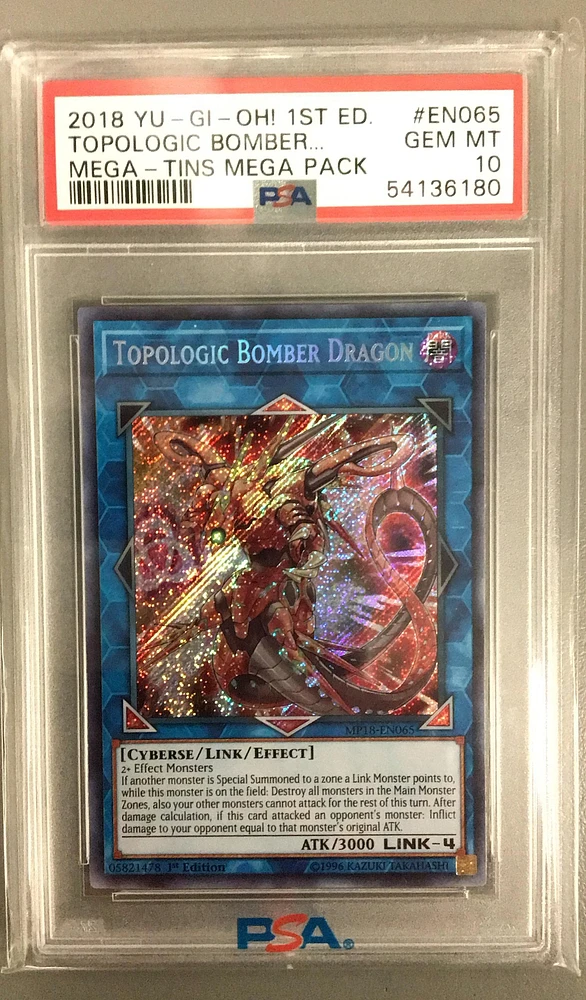 2018 YU-GI-OH! 1ST ED. #EN065
TOPOLOGIC BOMBER... GEM MT
MEGA-TINS MEGA PACK 10
PSA 54136180
TOPOLOGIC BOMBER DRAGON
MP18-EN065
[CYBERSE/LINK/EFFECT]
2+ Effect Monsters
If another monster is Special Summoned to a zone a Link Monster points to,
while this monster is on the field: Destroy all monsters in the Main Monster
Zones, also your other monsters cannot attack for the rest of this turn. After
damage calculation, if this card attacked an opponent's monster: Inflict
damage to your opponent equal to that monster's original ATK.
ATK/3000 LINK-4
05821478 1st Edition ©1996 KAZUKI TAKAHASHI
PSA®